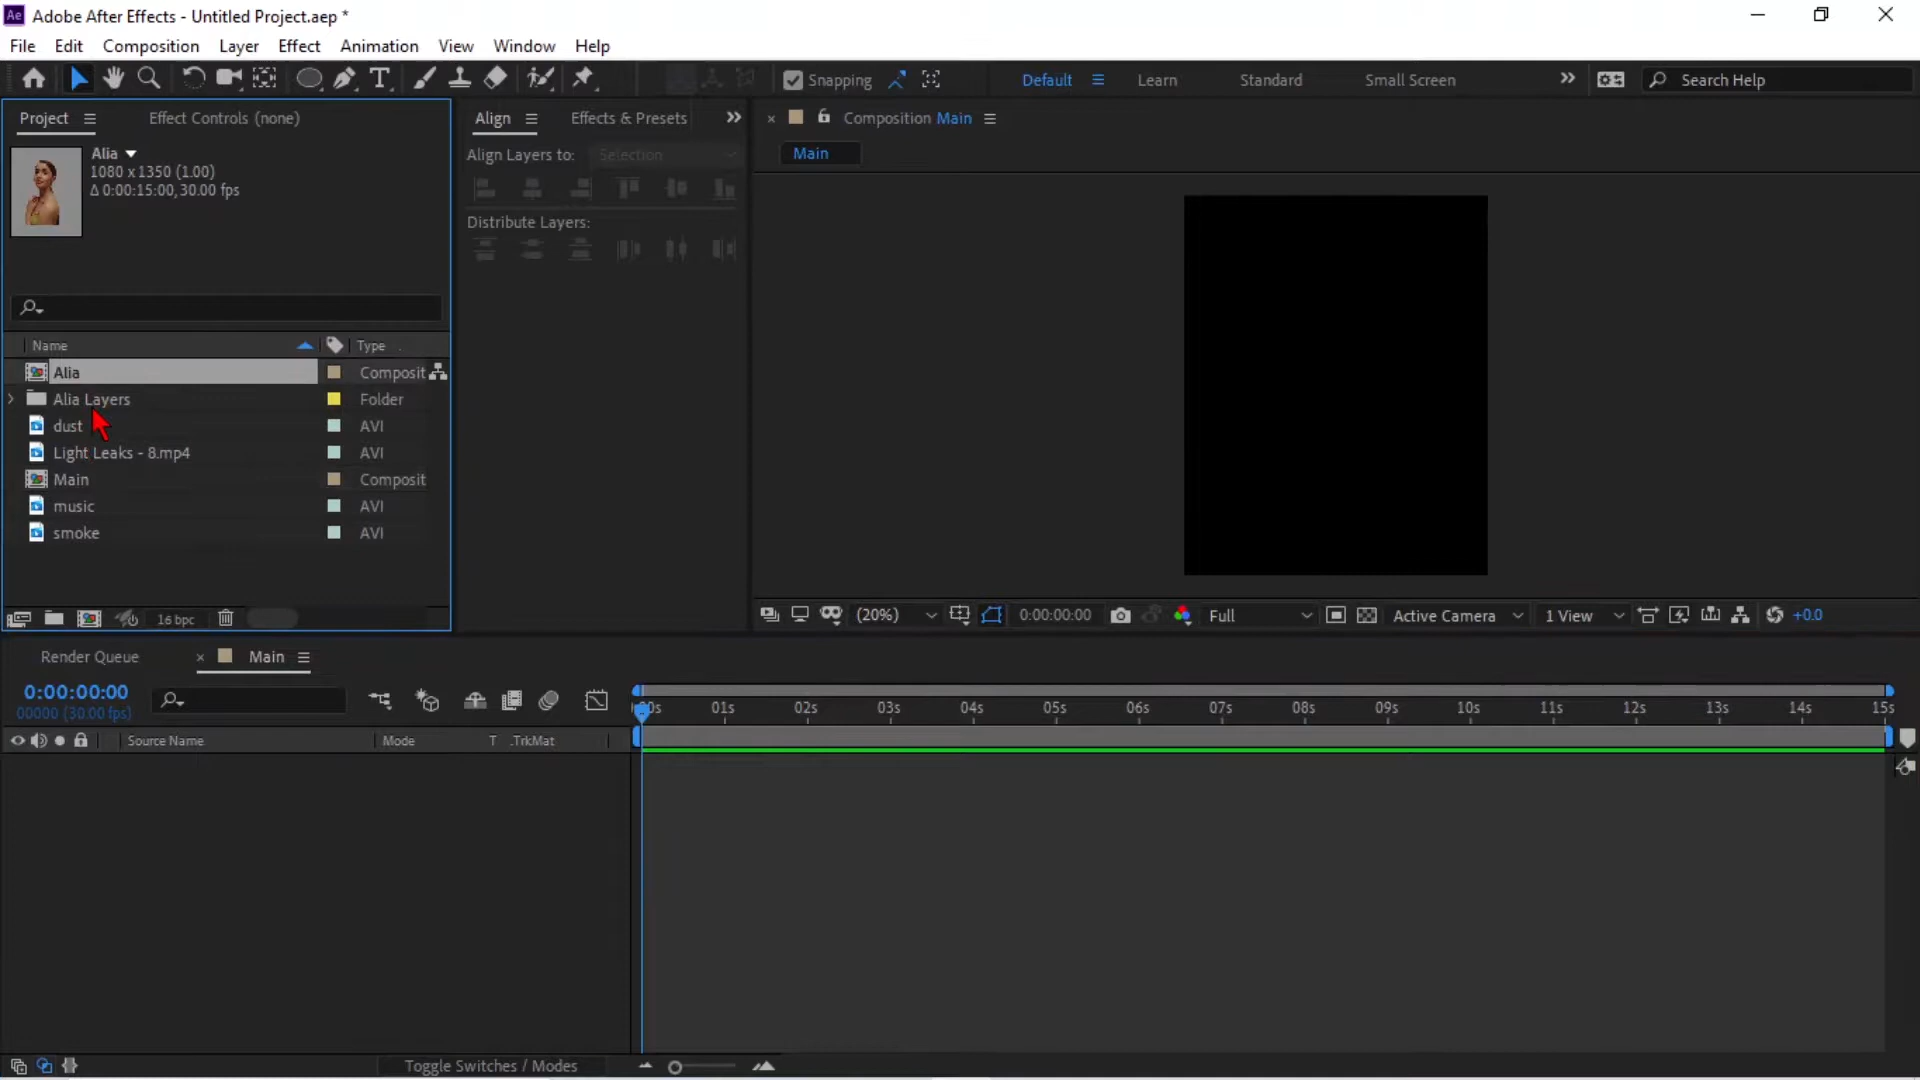 Ae Adobe After Effects - Untitled Project.aep *
File Edit Composition Layer Effect Animation View Window Help
Snapping Default Learn Standard Small Screen Search Help
Project Effect Controls (none) Align Effects & Presets Composition Main
Alia
1080 x 1350 (1.00)
Δ 0:00:15:00, 30.00 fps
Align Layers to: Selection
Main
Distribute Layers:
Name Type
Alia Composit
Alia Layers Folder
dust AVI
Light Leaks - 8.mp4 AVI
Main Composit
music AVI
smoke AVI
16 bpc
(20%) 0:00:00:00 Full Active Camera 1 View +0.0
Render Queue Main
0:00:00:00
00000 (30.00 fps)
00s 01s 02s 03s 04s 05s 06s 07s 08s 09s 10s 11s 12s 13s 14s 15s
Source Name Mode T .TrkMat
Toggle Switches / Modes